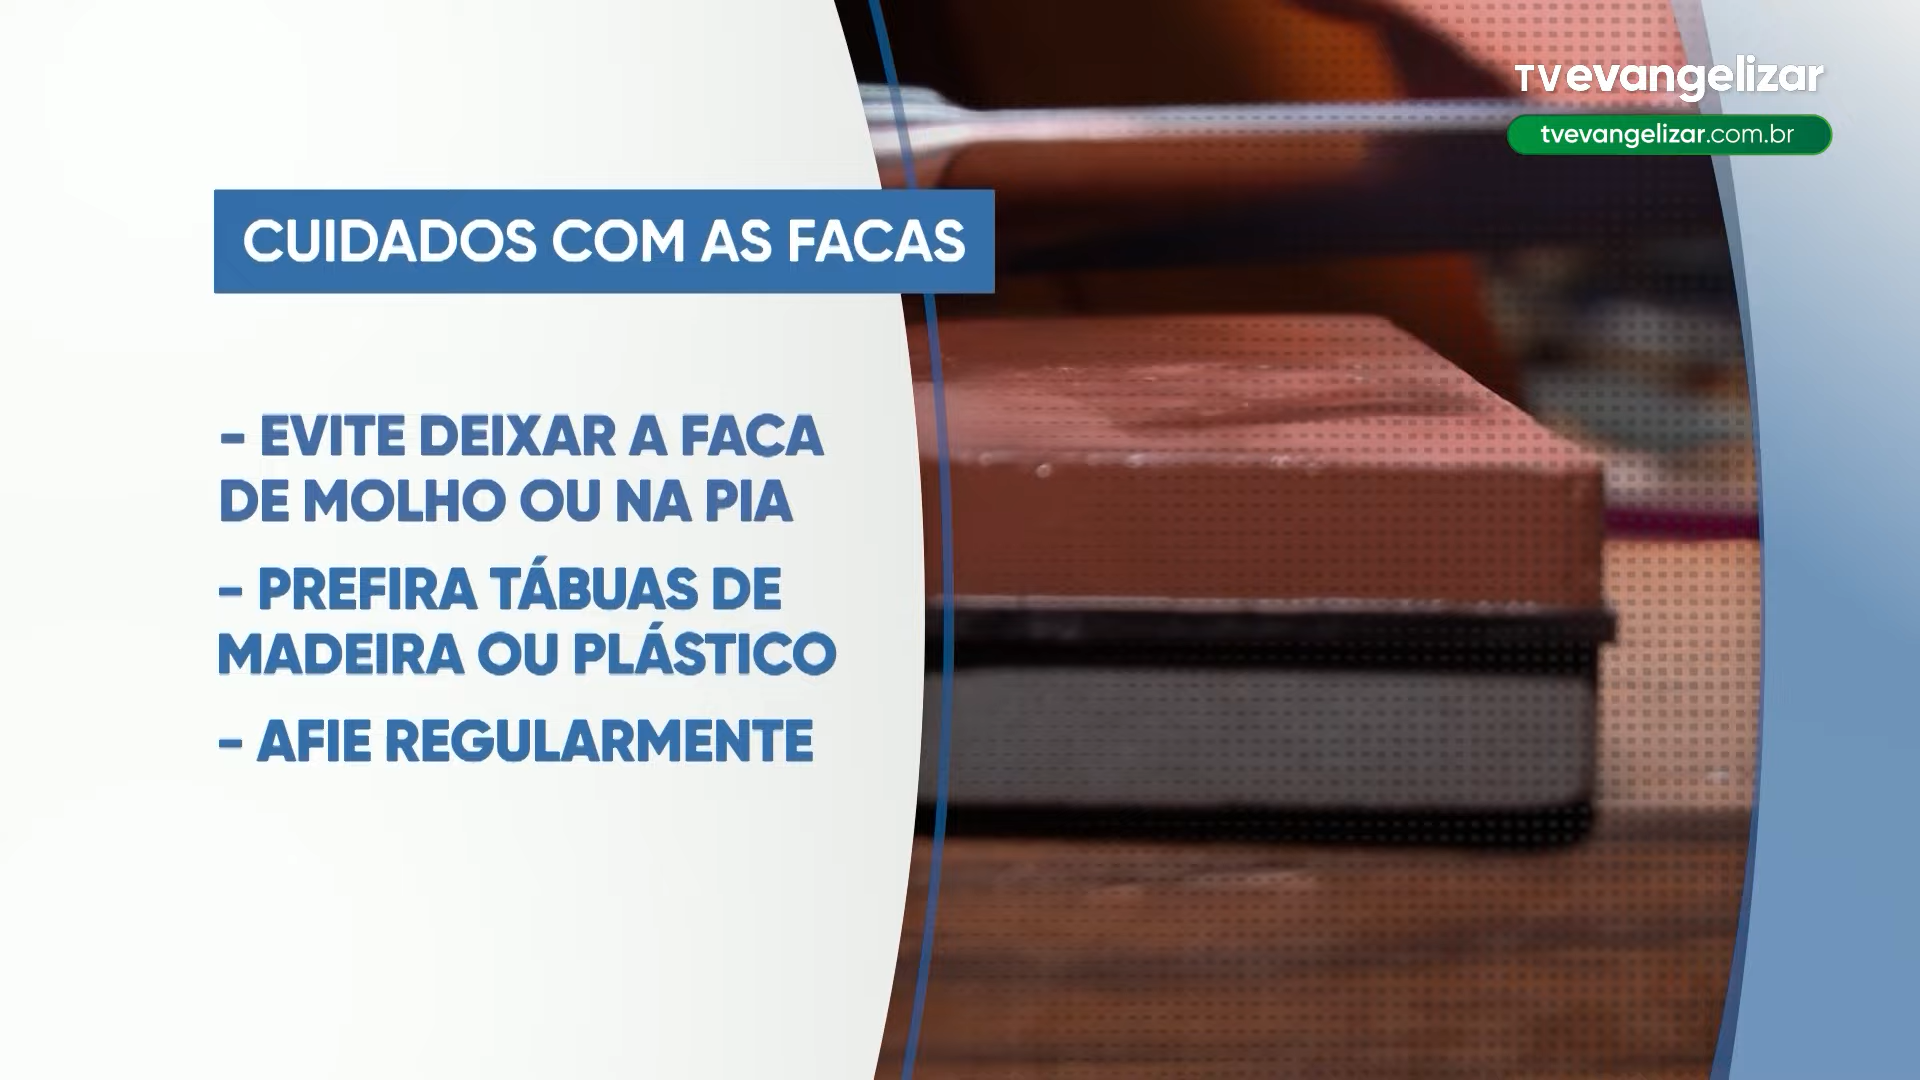 TVevangelizar
tvevangelizar.com.br
CUIDADOS COM AS FACAS
- EVITE DEIXAR A FACA
DE MOLHO OU NA PIA
- PREFIRA TÁBUAS DE
MADEIRA OU PLÁSTICO
- AFIE REGULARMENTE